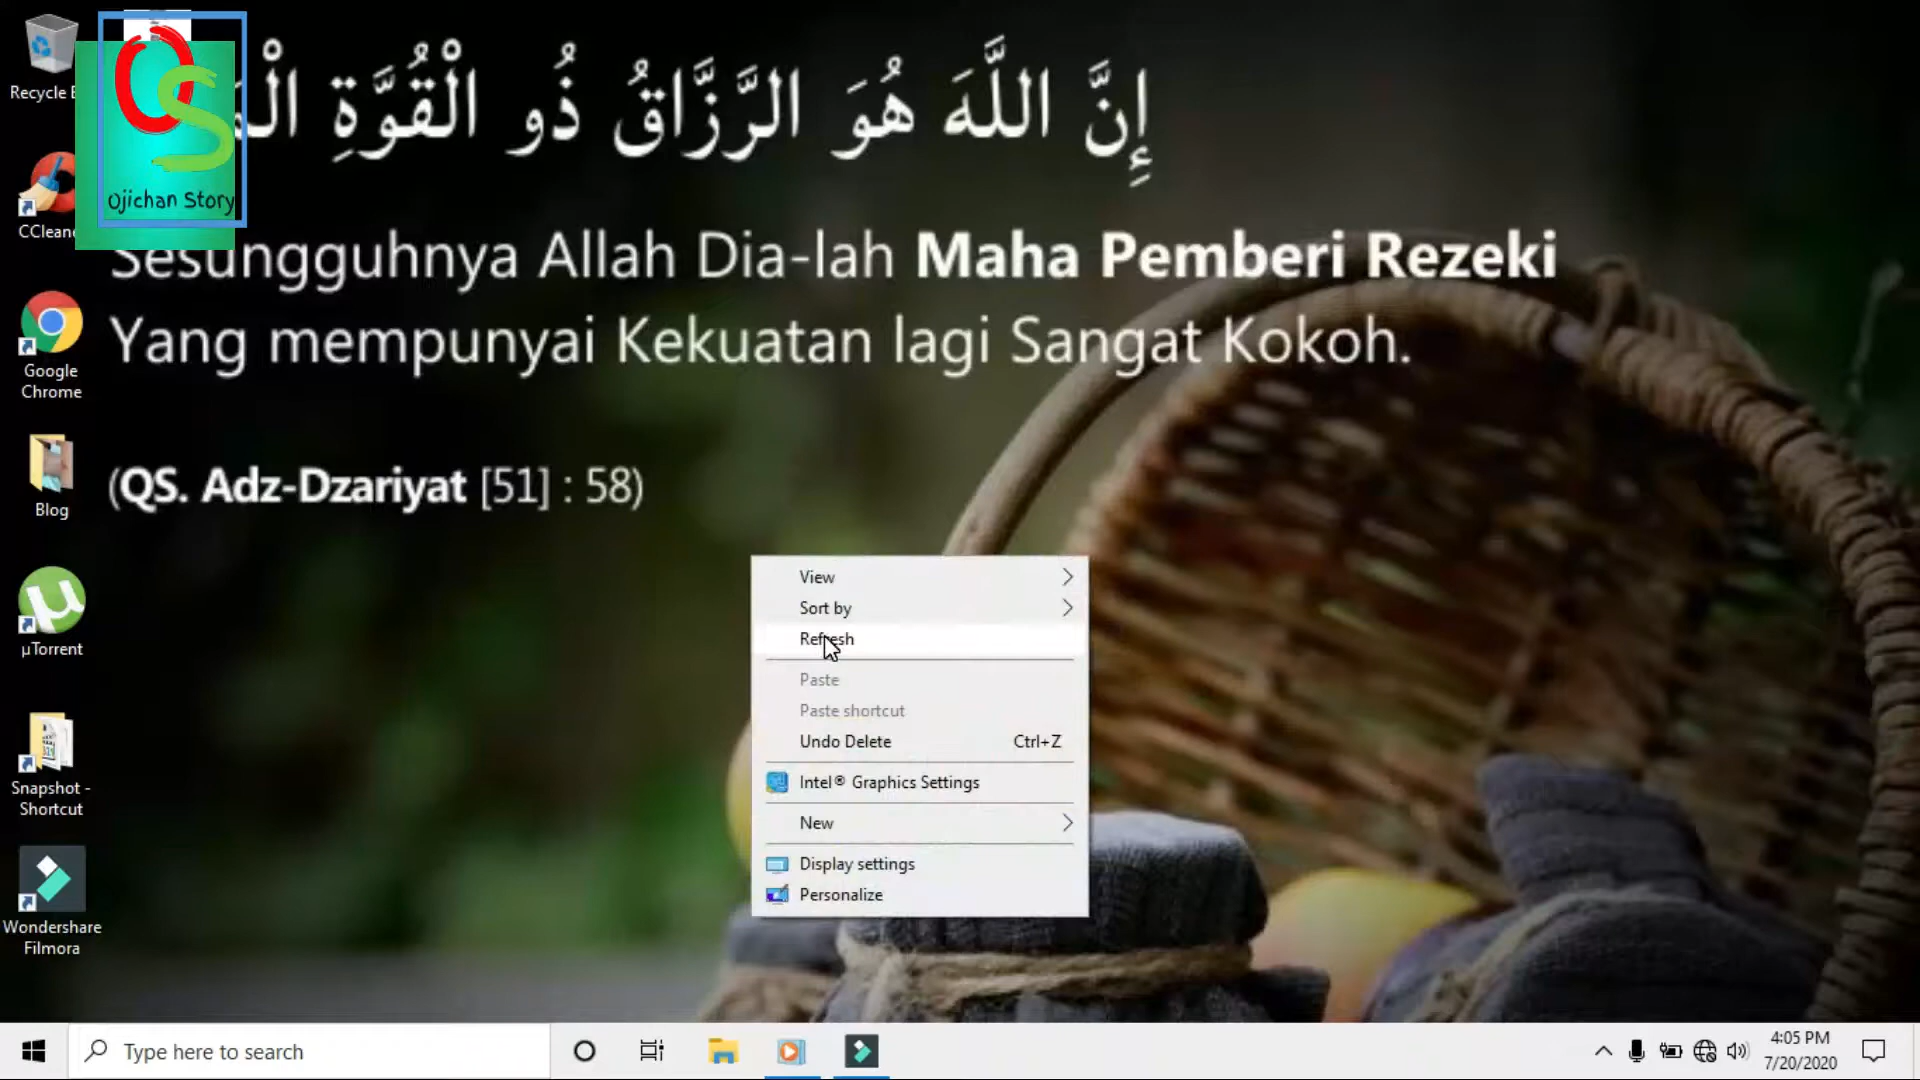 Recycle
إِنَّ اللَّهَ هُوَ الرَّزَّاقُ ذُو الْقُوَّةِ
OS
Ojichan Story
CCleane
Sesungguhnya Allah Dia-lah Maha Pemberi Rezeki
Yang mempunyai Kekuatan lagi Sangat Kokoh.
(QS. Adz-Dzariyat [51] : 58)
Google
Chrome
Blog
µTorrent
Snapshot -
Shortcut
Wondershare
Filmora
View
Sort by
Refresh
Paste
Paste shortcut
Undo Delete Ctrl+Z
Intel® Graphics Settings
New
Display settings
Personalize
Type here to search
4:05 PM
7/20/2020